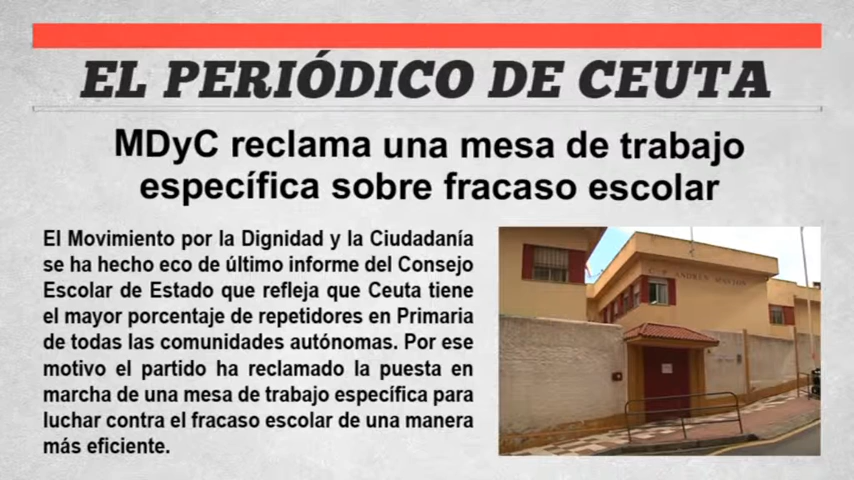 EL PERIÓDICO DE CEUTA
MDyC reclama una mesa de trabajo
específica sobre fracaso escolar
El Movimiento por la Dignidad y la Ciudadanía
se ha hecho eco de último informe del Consejo
Escolar de Estado que refleja que Ceuta tiene
el mayor porcentaje de repetidores en Primaria
de todas las comunidades autónomas. Por ese
motivo el partido ha reclamado la puesta en
marcha de una mesa de trabajo específica para
luchar contra el fracaso escolar de una manera
más eficiente.
C.P. ANDRÉS MANJÓN